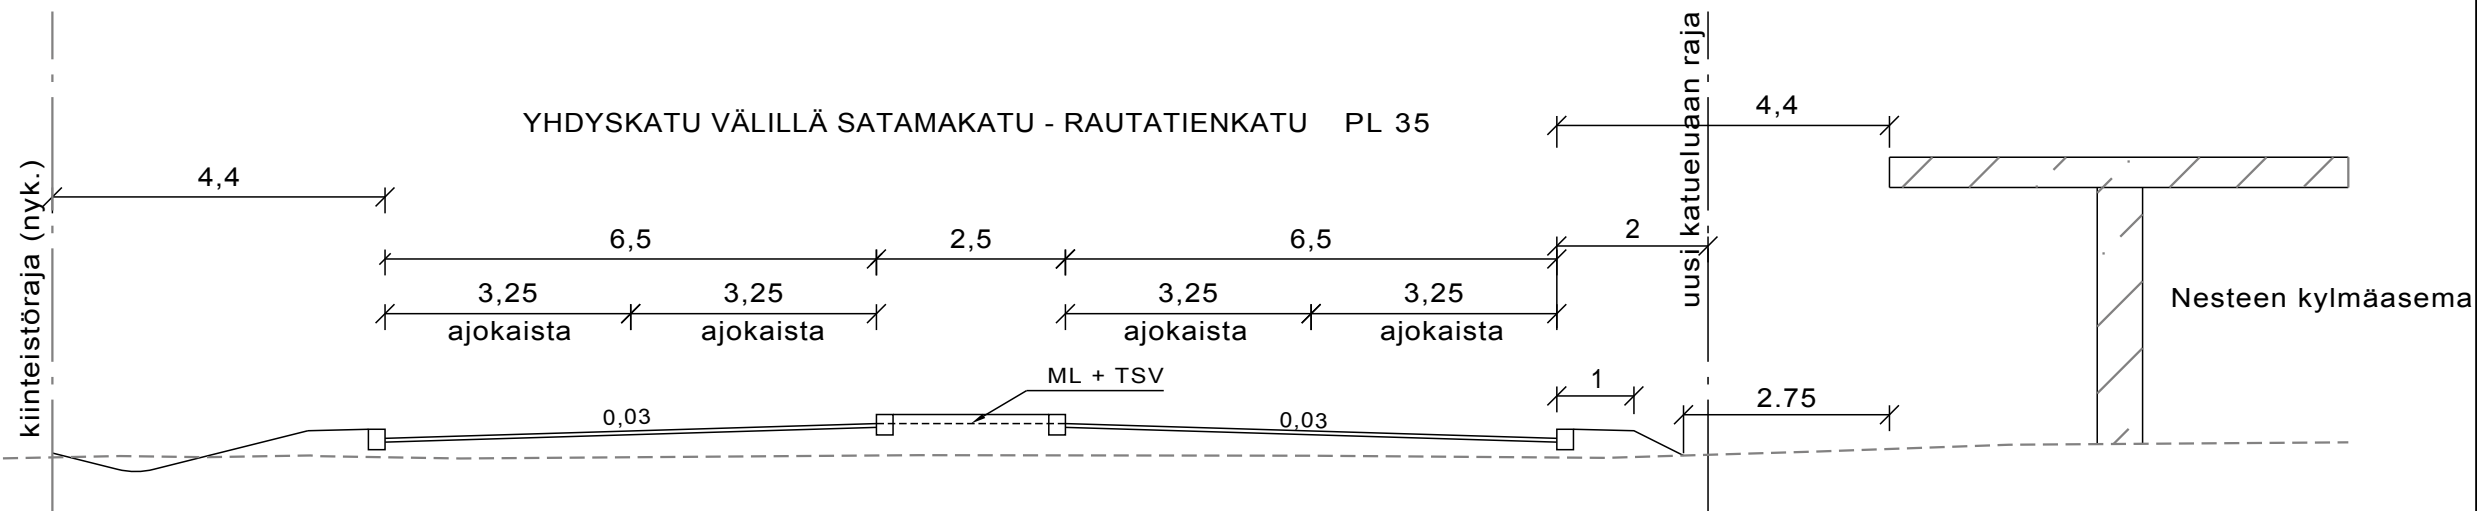 YHDYSKATU VÄLILLÄ SATAMAKATU - RAUTATIENKATU PL 35
kiinteistöraja (nyk.)
uusi katueluaan raja
4,4
4,4
6,5
2,5
6,5
2
3,25
3,25
3,25
3,25
ajokaista
ajokaista
ajokaista
ajokaista
Nesteen kylmäasema
ML + TSV
1
2.75
0,03
0,03